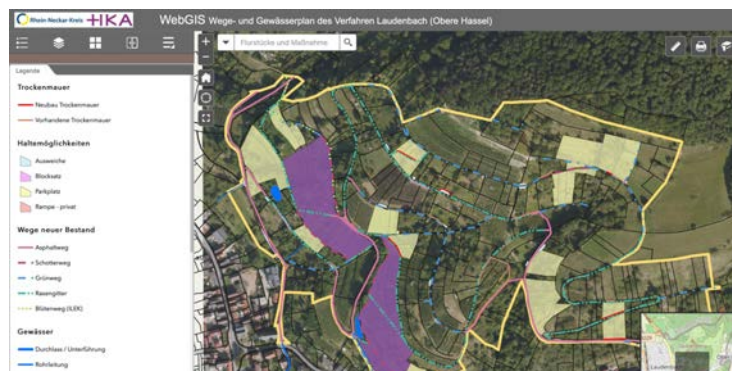 Rhein-Neckar-Kreis HKA WebGIS Wege- und Gewässerplan des Verfahren Laudenbach (Obere Hassel)
Flurstücke und Maßnahme
Legende
Trockenmauer
Neubau Trockenmauer
Vorhandene Trockenmauer
Haltemöglichkeiten
Ausweiche
Blocksatz
Parkplatz
Rampe - privat
Wege neuer Bestand
Asphaltweg
Schotterweg
Grünweg
Rasengitter
Blütenweg (ILEK)
Gewässer
Durchlass / Unterführung
Rohrleitung
Laudenbach